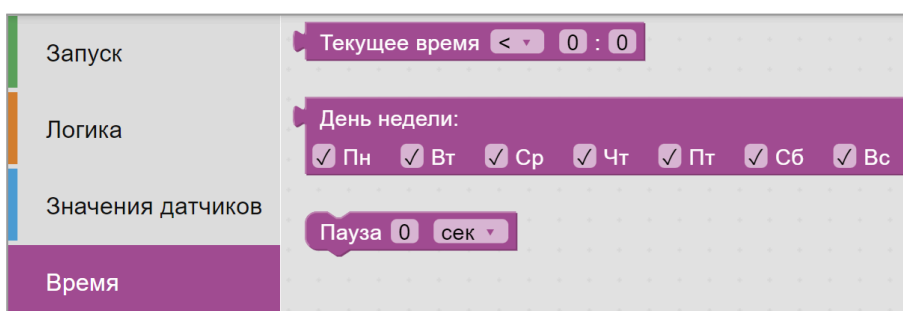 Запуск
Логика
Значения датчиков
Время
Текущее время < 0 : 0
День недели:
✓ Пн ✓ Вт ✓ Ср ✓ Чт ✓ Пт ✓ Сб ✓ Вс
Пауза 0 сек